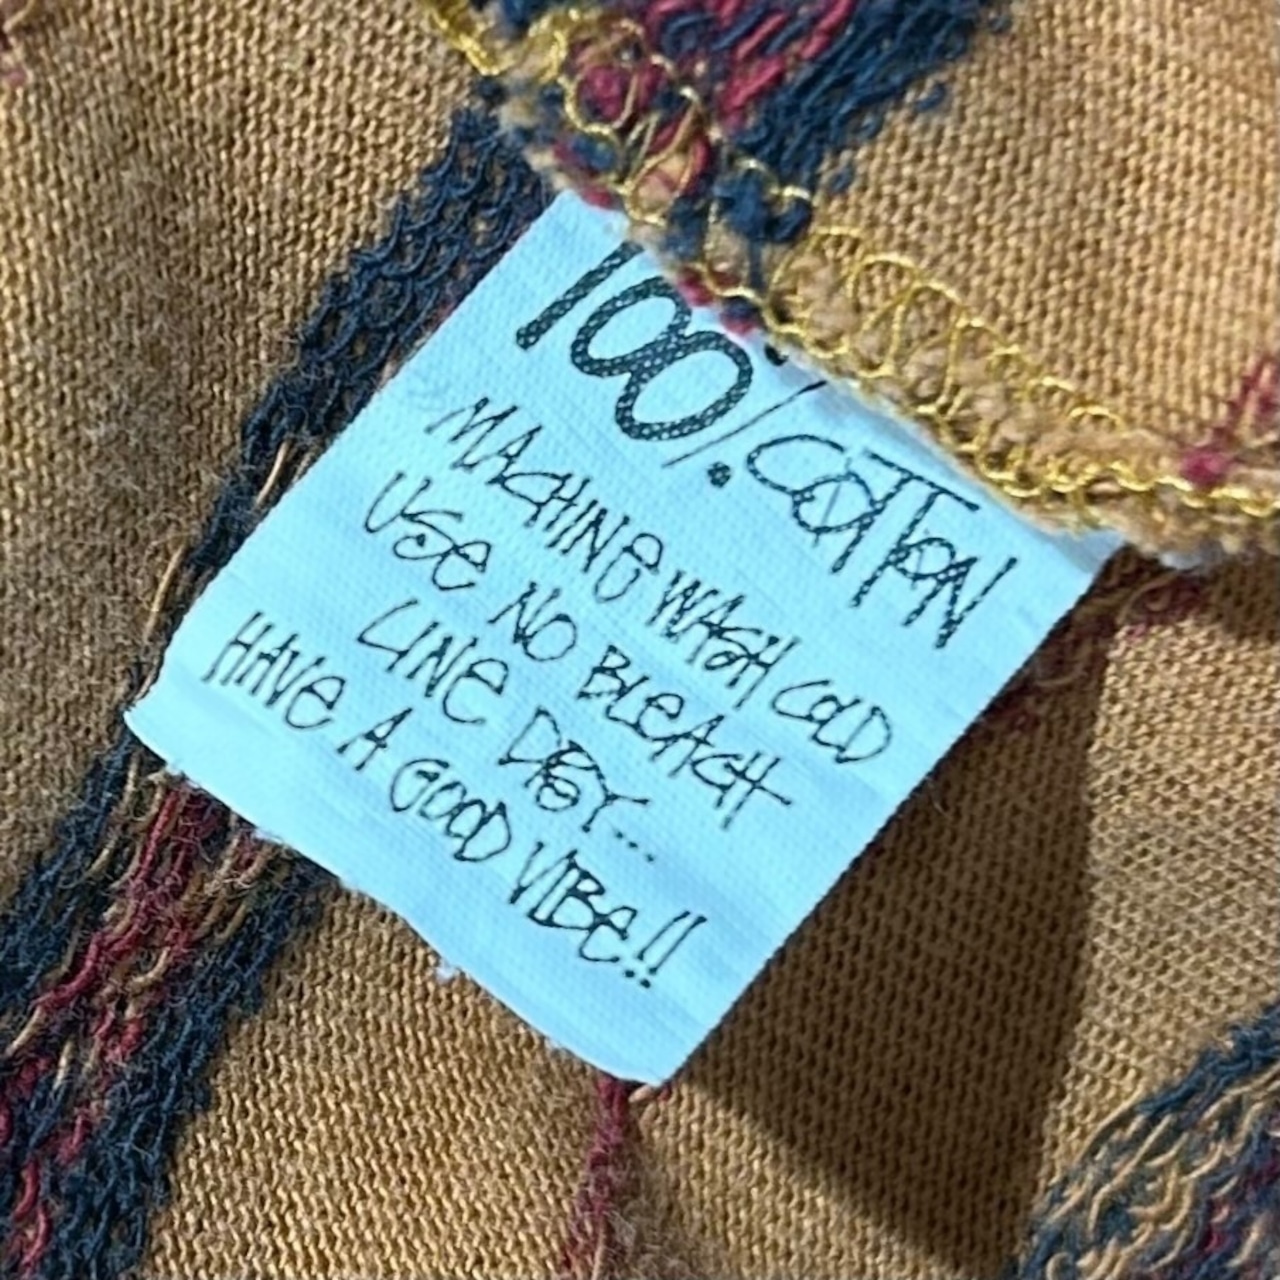 100% COTTON
MACHINE WASH COLD
USE NO BLEACH
LINE DRY...
HAVE A GOOD VIBE!!